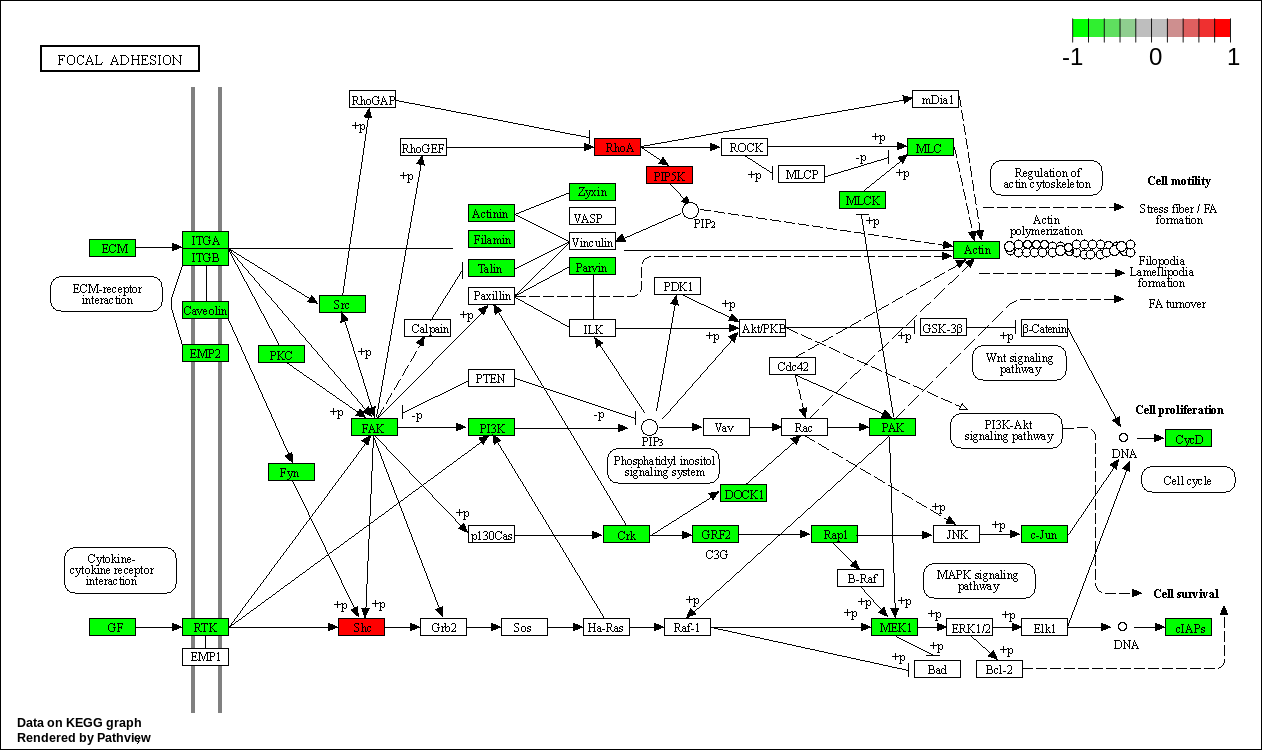 -1 0 1
FOCAL ADHESION
RhoGAP
mDia1
+p
RhoGEF
RhoA
ROCK
+p
MLC
-p
+p
PIP5K
+p
MLCP
+p
Regulation of
actin cytoskeleton
Cell motility
Zyxin
MLCK
Actinin
VASP
PIP2
+p
Stress fiber / FA
formation
Actin
polymerization
ECM
ITGA
ITGB
Filamin
Vinculin
Actin
Talin
Parvin
Filopodia
Lamellipodia
formation
ECM-receptor
interaction
Caveolin
Src
Paxillin
PDK1
FA turnover
+p
+p
Calpain
ILK
+p
Akt/PKB
GSK-3β
β-Catenin
+p
+p
EMP2
PKC
+p
Wnt signaling
pathway
PTEN
Cdc42
+p
-p
-p
Cell proliferation
FAK
PI3K
PIP3
Vav
Rac
PAK
PI3K-Akt
signaling pathway
DNA
CycD
Phosphatidyl inositol
signaling system
Fyn
Cell cycle
DOCK1
+p
+p
+p
p130Cas
Crk
GRF2
C3G
Rap1
JNK
c-Jun
Cytokine-
cytokine receptor
interaction
B-Raf
MAPK signaling
pathway
Cell survival
+p
+p
+p
+p
+p
+p
+p
+p
GF
RTK
Shc
Grb2
Sos
Ha-Ras
Raf-1
MEK1
ERK1/2
Elk1
DNA
cIAPs
EMP1
+p
+p
+p
Bad
Bcl-2
Data on KEGG graph
Rendered by Pathview